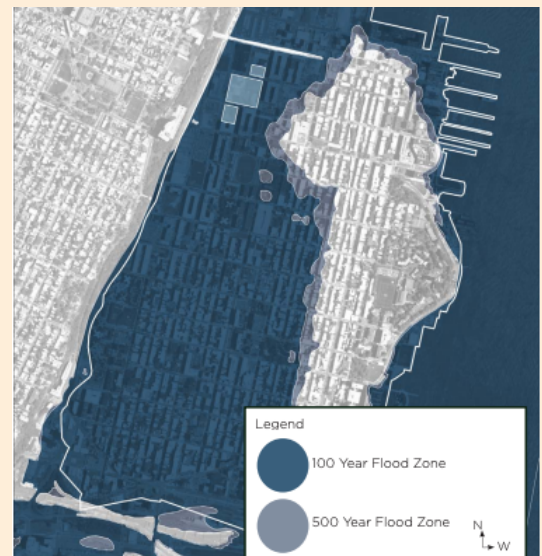 Legend
100 Year Flood Zone
500 Year Flood Zone
N
W